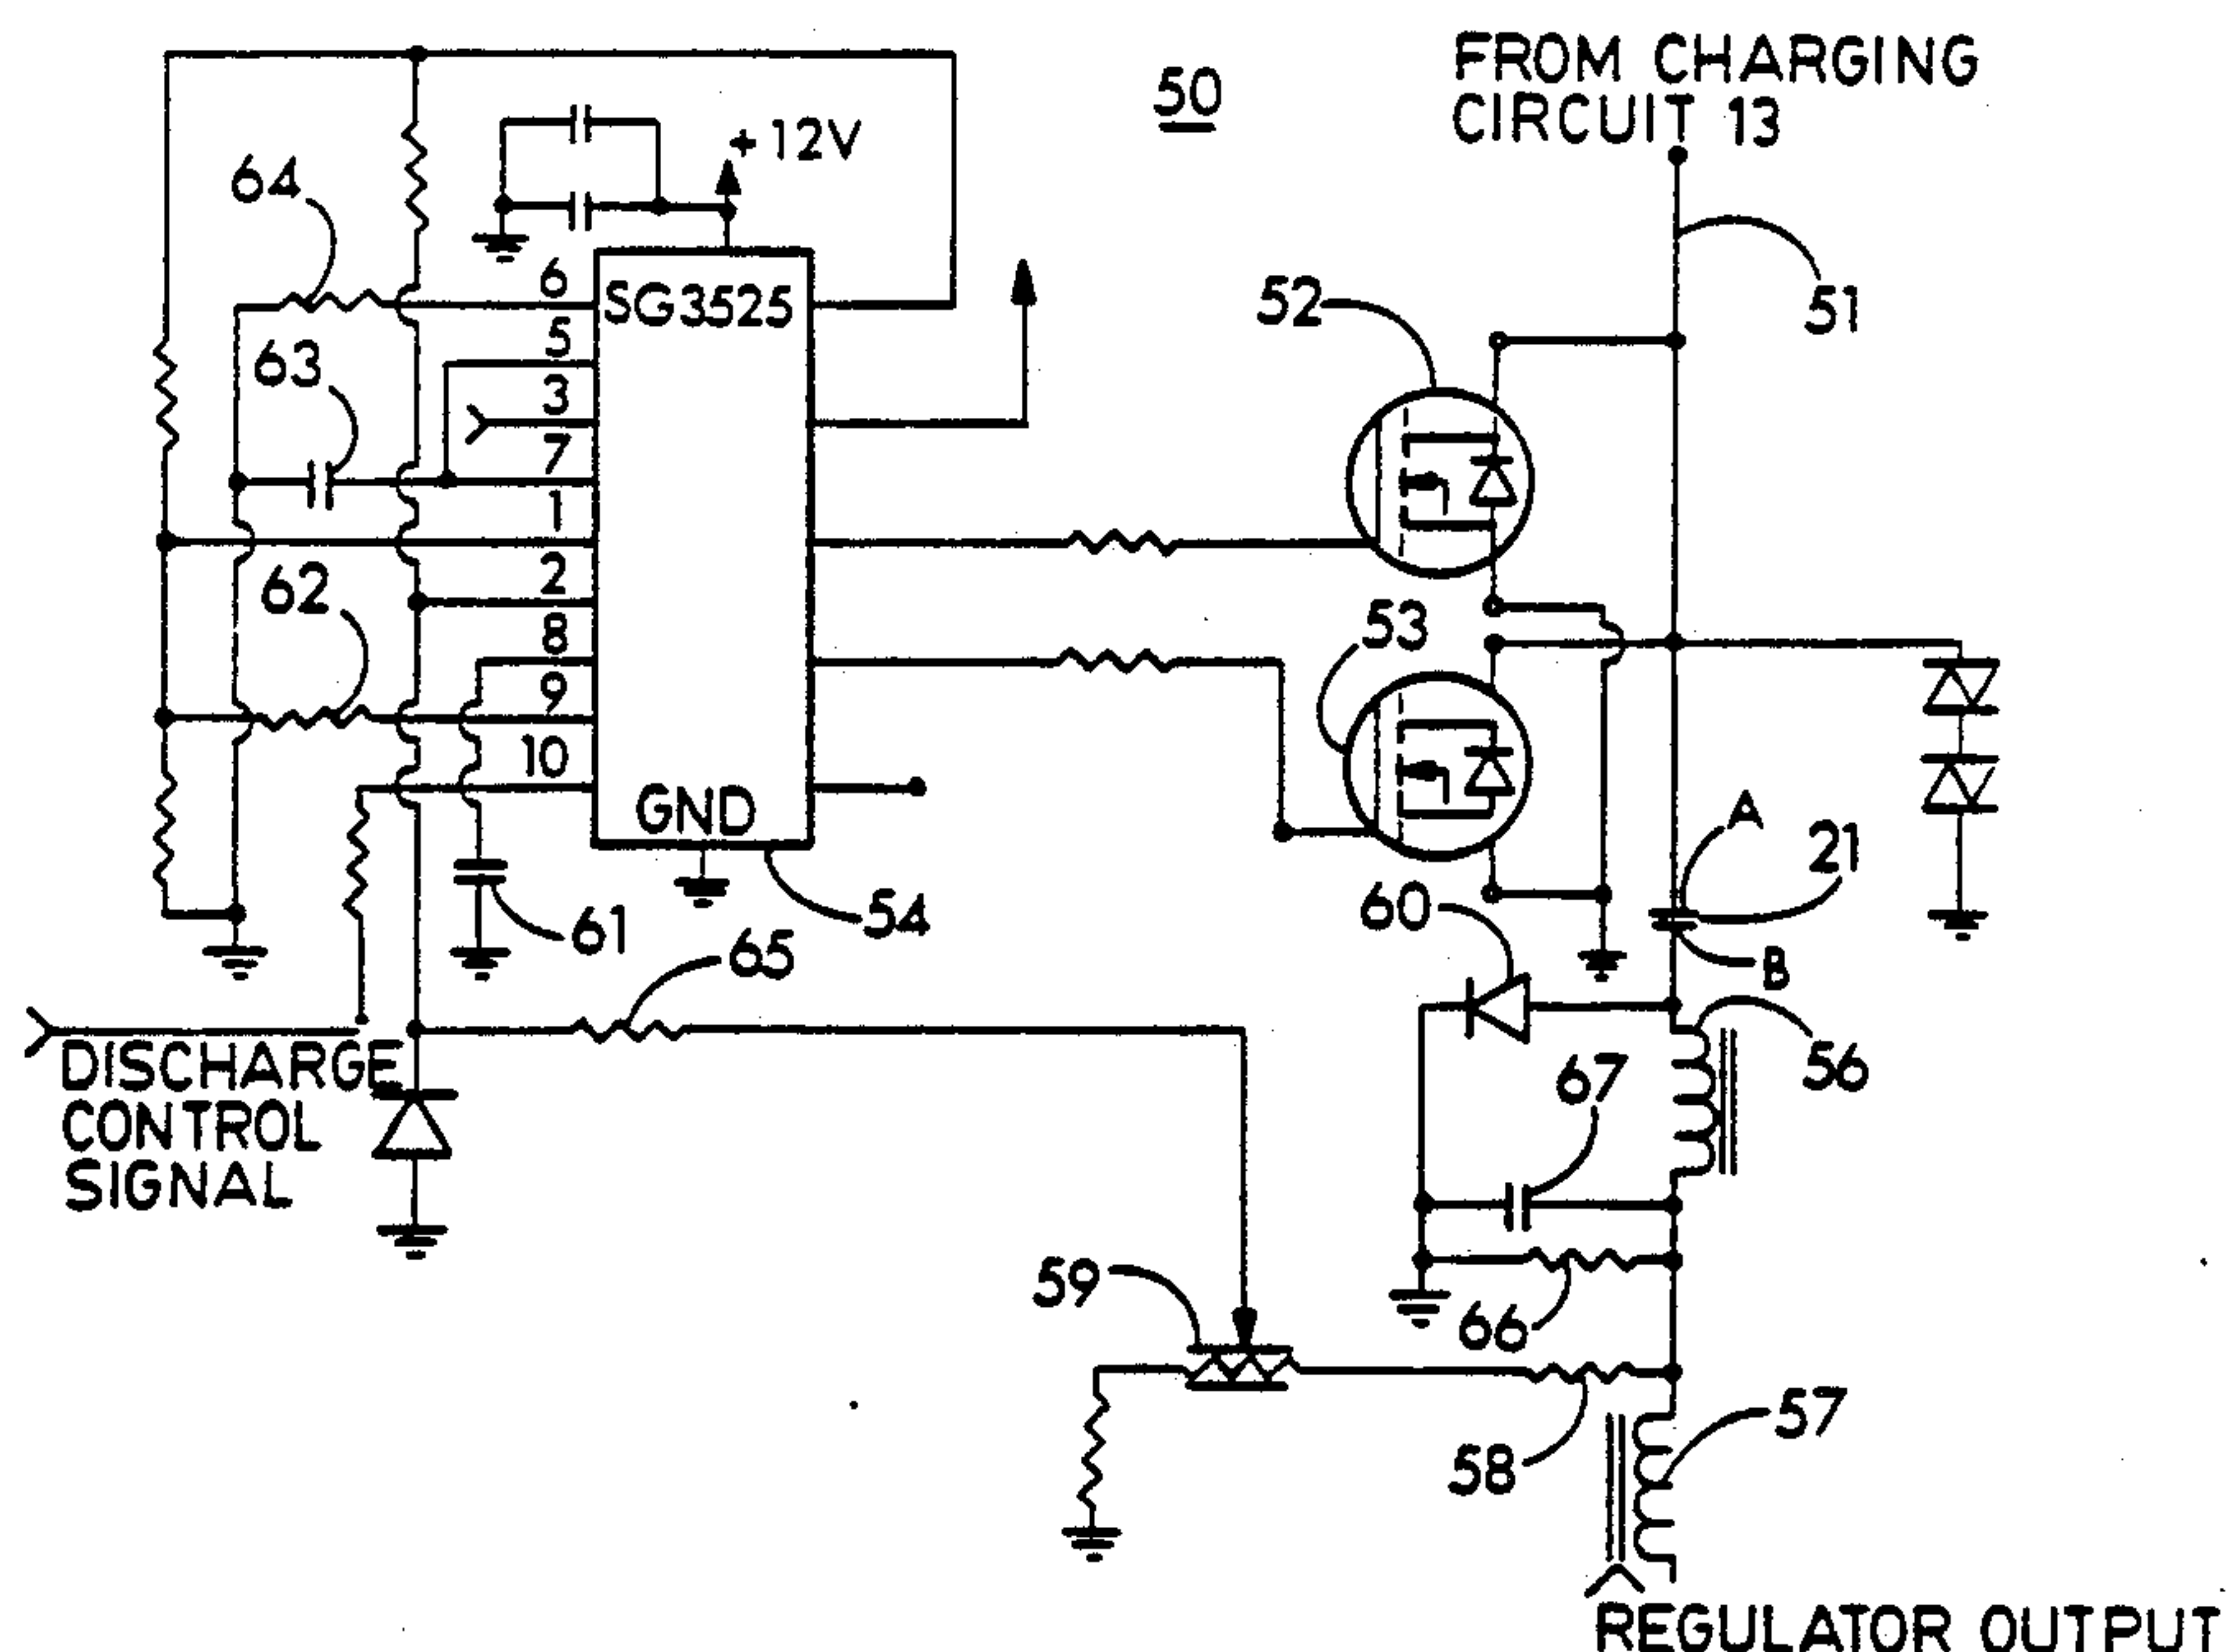 FROM CHARGING
CIRCUIT 13
50
+12V
64
6
SG3525
52
51
5
63
3
7
1
2
62
53
8
9
10
A
21
GND
54
60
61
65
B
DISCHARGE
CONTROL
SIGNAL
56
67
59
66
57
58
REGULATOR OUTPUT